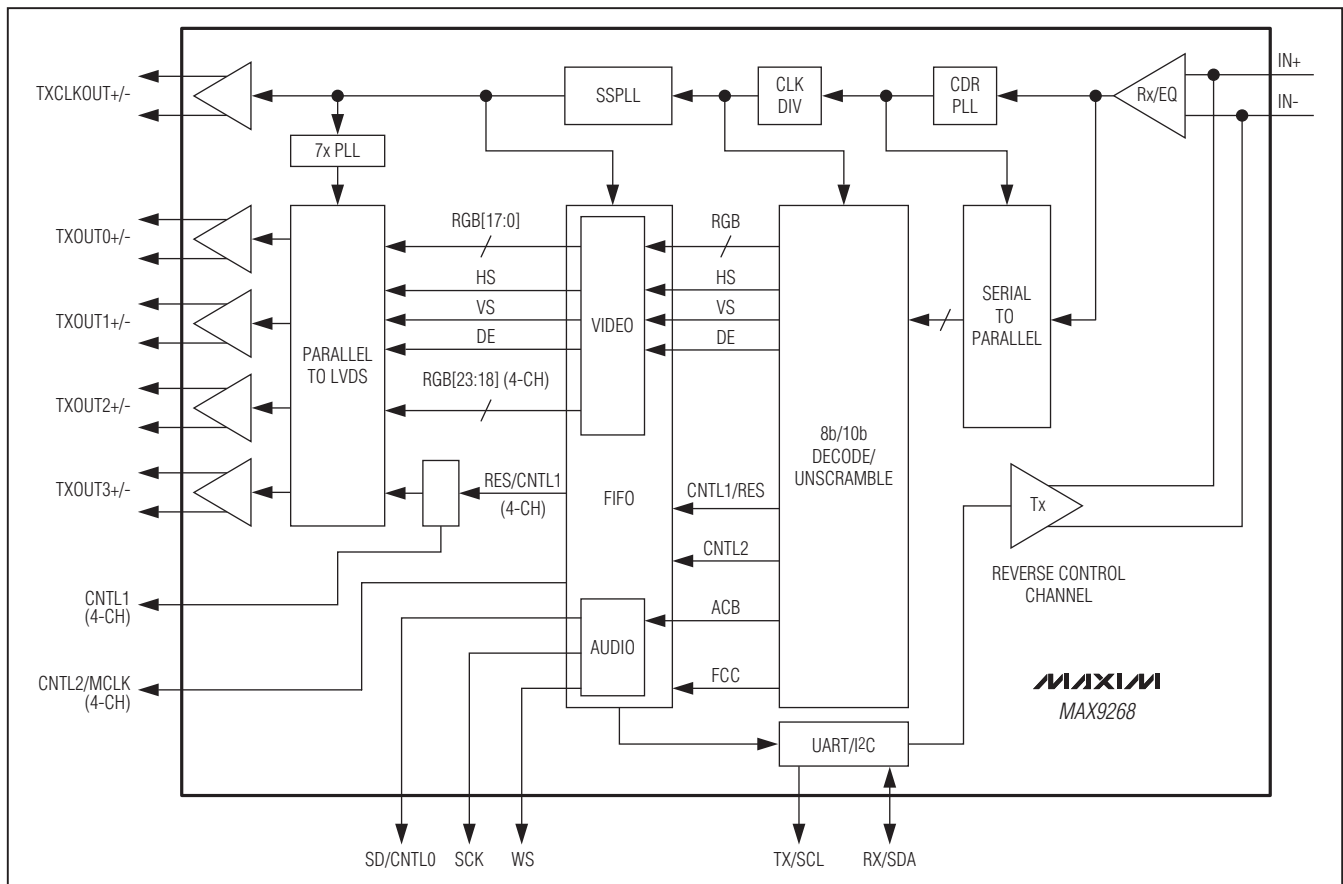 TXCLKOUT+/-
SSPLL
CLK
DIV
CDR
PLL
Rx/EQ
IN+
IN-
7x PLL
TXOUT0+/-
TXOUT1+/-
TXOUT2+/-
TXOUT3+/-
PARALLEL
TO LVDS
RGB[17:0]
HS
VS
DE
RGB[23:18] (4-CH)
RES/CNTL1
(4-CH)
VIDEO
FIFO
AUDIO
RGB
HS
VS
DE
CNTL1/RES
CNTL2
ACB
FCC
8b/10b
DECODE/
UNSCRAMBLE
SERIAL
TO
PARALLEL
Tx
REVERSE CONTROL
CHANNEL
CNTL1
(4-CH)
CNTL2/MCLK
(4-CH)
UART/I²C
MAXIM
MAX9268
SD/CNTL0
SCK
WS
TX/SCL
RX/SDA